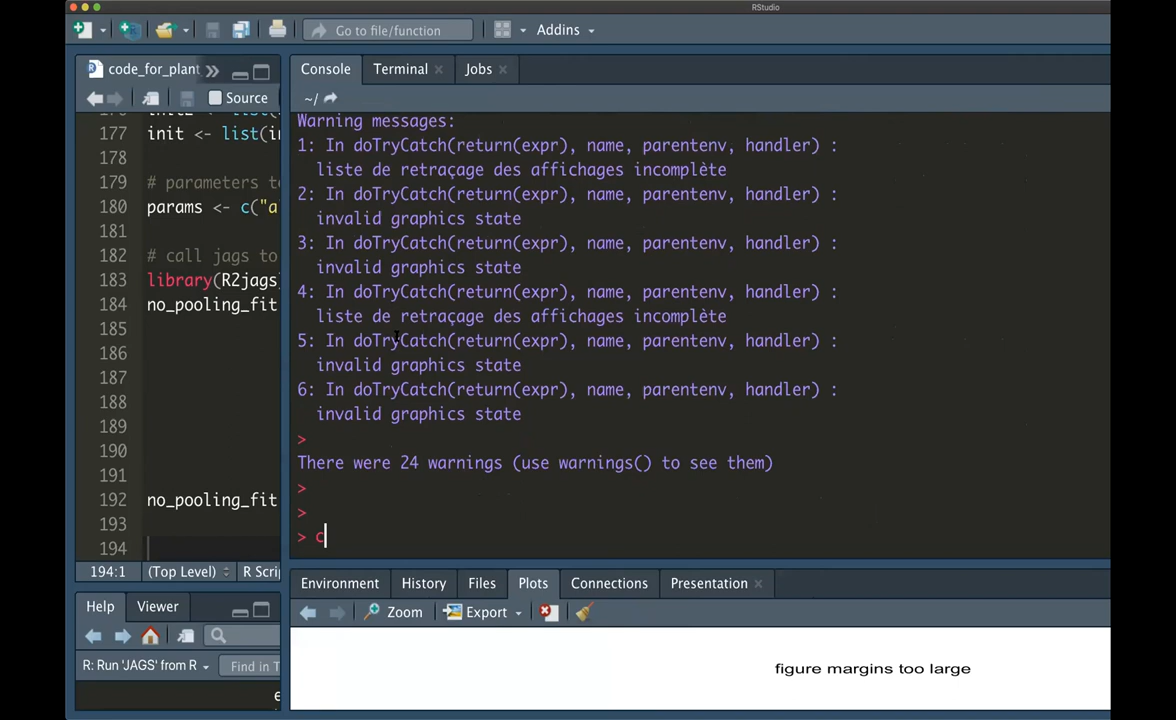 RStudio
Go to file/function
Addins
code_for_plant
Source
177
init <- list(in
178
179
# parameters to
180
params <- c("a
181
182
# call jags to
183
library(R2jags)
184
no_pooling_fit
185
186
187
188
189
190
191
192
no_pooling_fit
193
194
194:1
(Top Level)
R Scri
Console
Terminal
Jobs
~/
Warning messages:
1: In doTryCatch(return(expr), name, parentenv, handler) :
liste de retraçage des affichages incomplète
2: In doTryCatch(return(expr), name, parentenv, handler) :
invalid graphics state
3: In doTryCatch(return(expr), name, parentenv, handler) :
invalid graphics state
4: In doTryCatch(return(expr), name, parentenv, handler) :
liste de retraçage des affichages incomplète
5: In doTryCatch(return(expr), name, parentenv, handler) :
invalid graphics state
6: In doTryCatch(return(expr), name, parentenv, handler) :
invalid graphics state
>
There were 24 warnings (use warnings() to see them)
>
>
> c
Help
Viewer
R: Run 'JAGS' from R
Find in T
Environment
History
Files
Plots
Connections
Presentation
Zoom
Export
figure margins too large